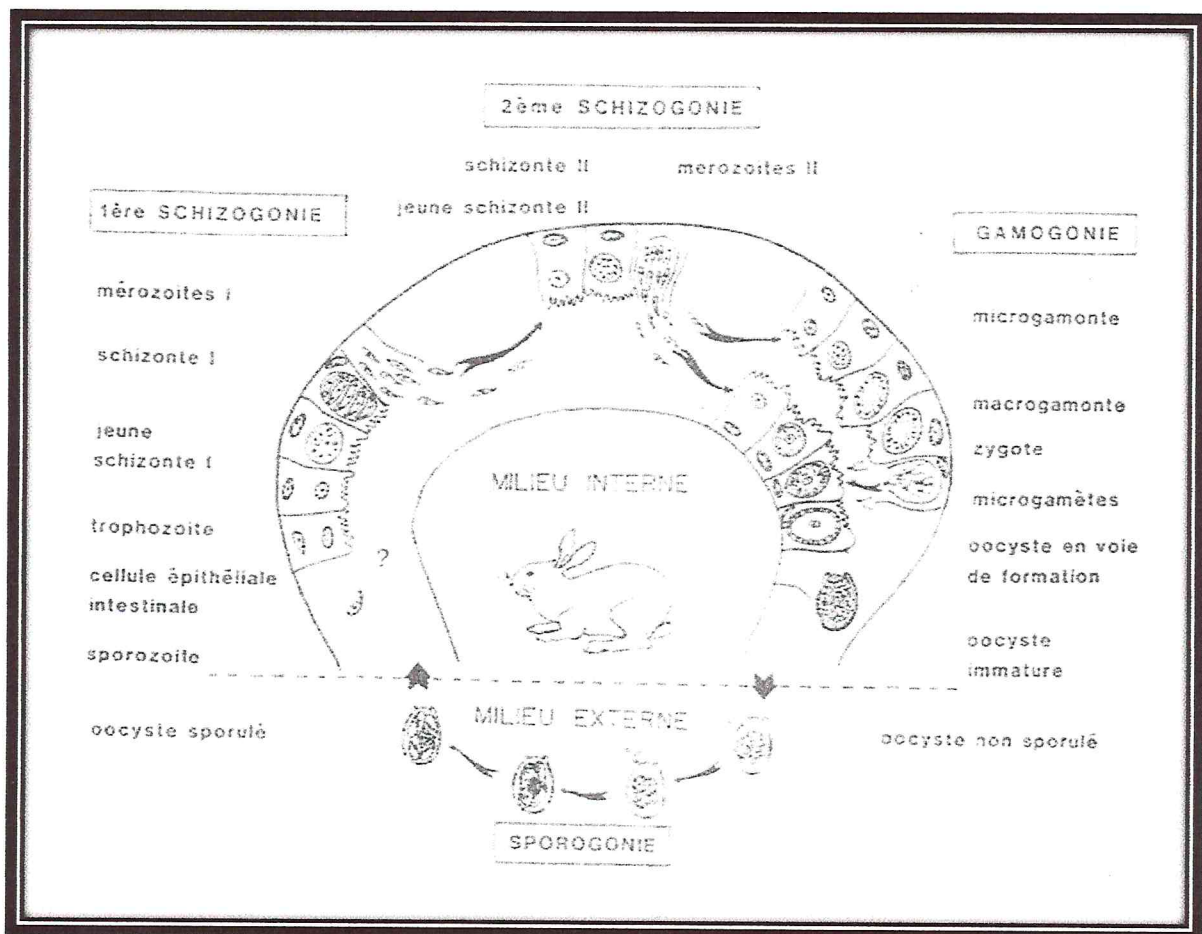 2ème SCHIZOGONIE
schizonte II
merozoites II
jeune schizonte II
1ère SCHIZOGONIE
mérozoites I
schizonte I
jeune
schizonte I
trophozoite
cellule épithéliale
intestinale
sporozoite
oocyste sporulé
GAMOGONIE
microgamonte
macrogamonte
zygote
microgamètes
oocyste en voie
de formation
oocyste
immature
oocyste non sporulé
MILIEU INTERNE
?
MILIEU EXTERNE
SPOROGONIE